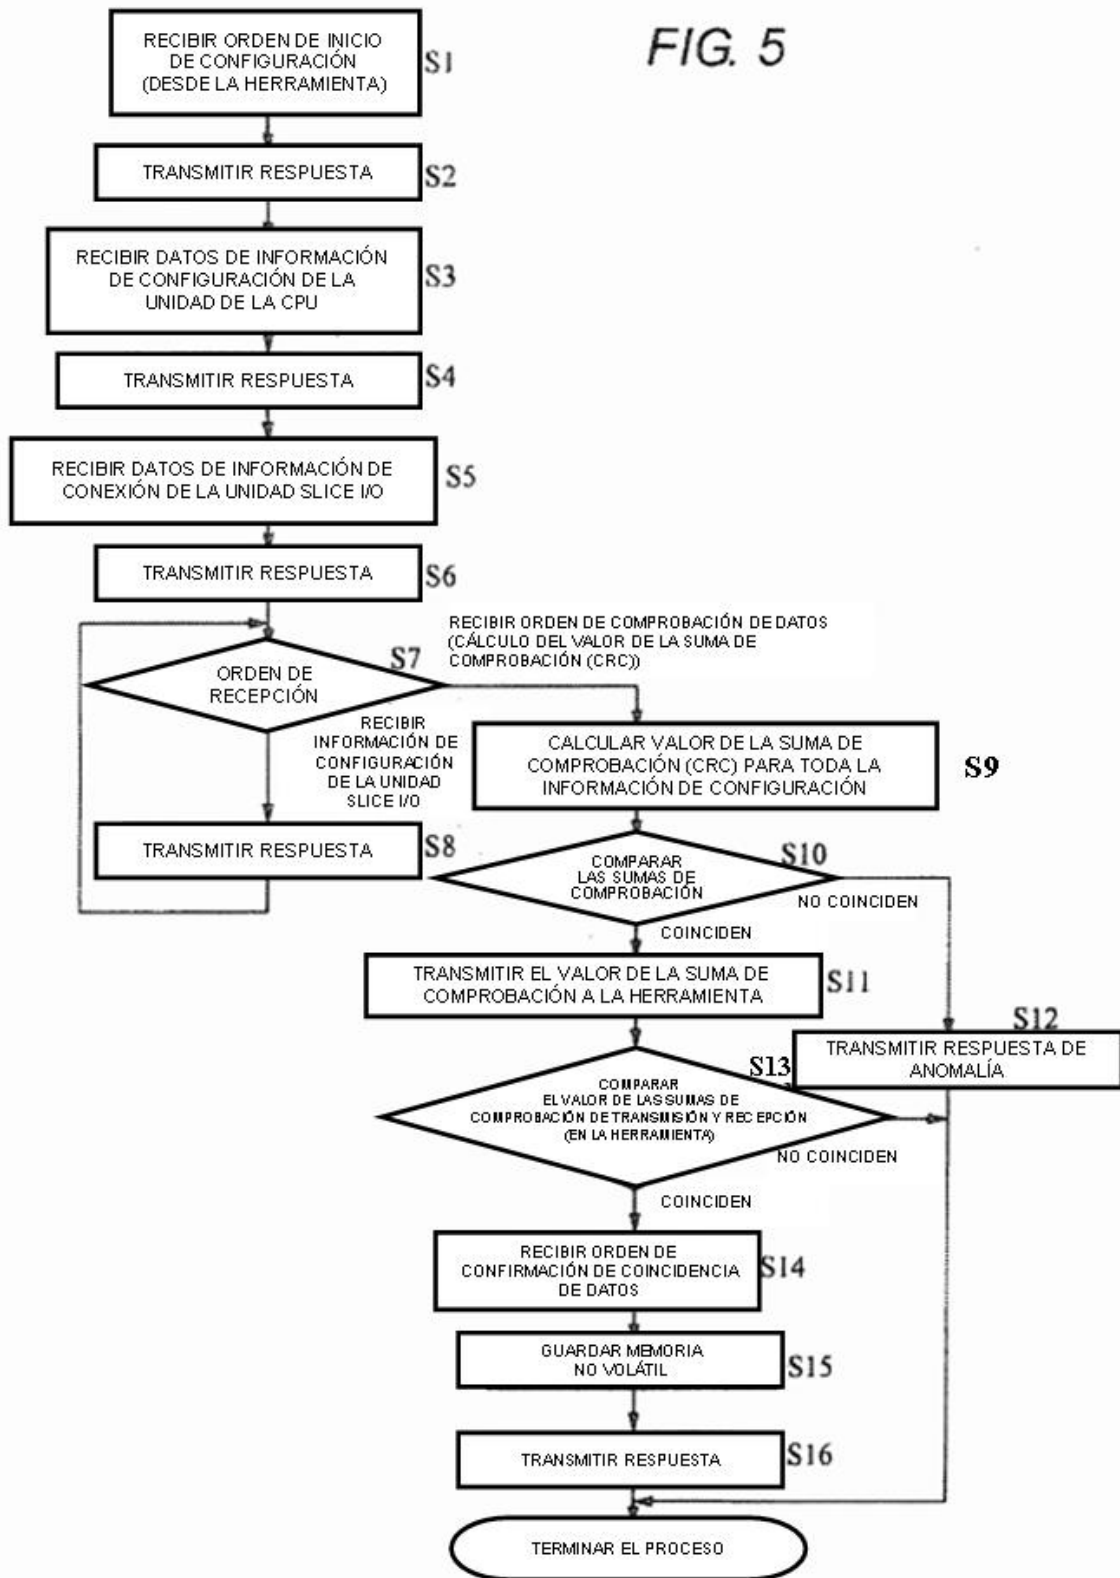 FIG. 5
RECIBIR ORDEN DE INICIO
DE CONFIGURACIÓN
(DESDE LA HERRAMIENTA)
S1
TRANSMITIR RESPUESTA
S2
RECIBIR DATOS DE INFORMACIÓN
DE CONFIGURACIÓN DE LA
UNIDAD DE LA CPU
S3
TRANSMITIR RESPUESTA
S4
RECIBIR DATOS DE INFORMACIÓN DE
CONEXIÓN DE LA UNIDAD SLICE I/O
S5
TRANSMITIR RESPUESTA
S6
ORDEN DE
RECEPCIÓN
S7
RECIBIR ORDEN DE COMPROBACIÓN DE DATOS
(CÁLCULO DEL VALOR DE LA SUMA DE
COMPROBACIÓN (CRC))
RECIBIR
INFORMACIÓN DE
CONFIGURACIÓN
DE LA UNIDAD
SLICE I/O
TRANSMITIR RESPUESTA
S8
CALCULAR VALOR DE LA SUMA DE
COMPROBACIÓN (CRC) PARA TODA LA
INFORMACIÓN DE CONFIGURACIÓN
S9
COMPARAR
LAS SUMAS DE
COMPROBACIÓN
S10
NO COINCIDEN
COINCIDEN
TRANSMITIR EL VALOR DE LA SUMA DE
COMPROBACIÓN A LA HERRAMIENTA
S11
S12
TRANSMITIR RESPUESTA DE
ANOMALÍA
S13
COMPARAR
EL VALOR DE LAS SUMAS DE
COMPROBACIÓN DE TRANSMISIÓN Y RECEPCIÓN
(EN LA HERRAMIENTA)
NO COINCIDEN
COINCIDEN
RECIBIR ORDEN DE
CONFIRMACIÓN DE COINCIDENCIA
DE DATOS
S14
GUARDAR MEMORIA
NO VOLÁTIL
S15
TRANSMITIR RESPUESTA
S16
TERMINAR EL PROCESO